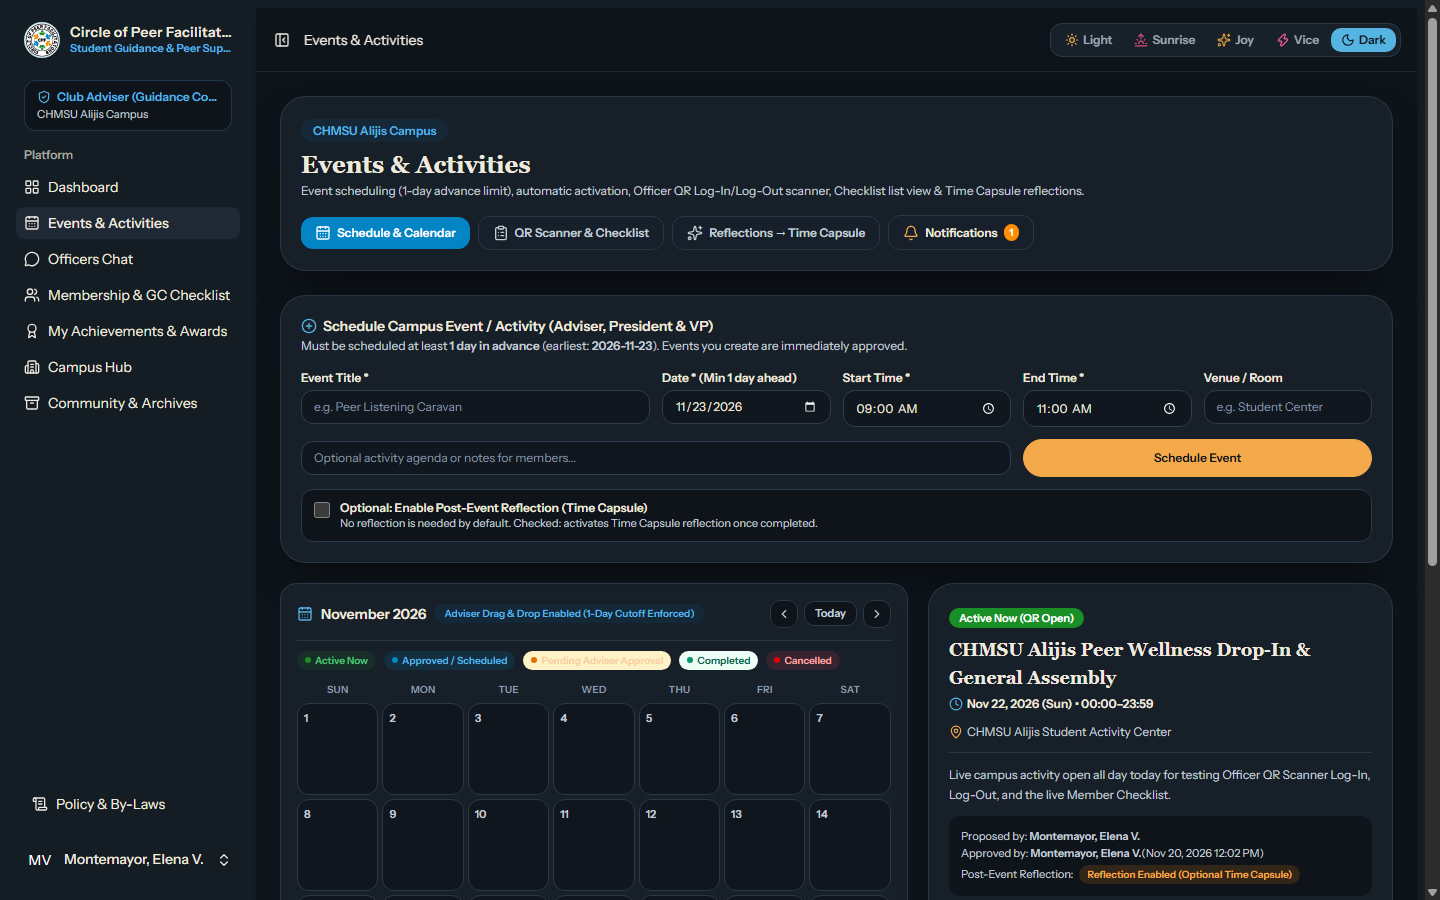 Circle of Peer Facilitat...
Student Guidance & Peer Sup...
Club Adviser (Guidance Co...
CHMSU Alijis Campus
Platform
Dashboard
Events & Activities
Officers Chat
Membership & GC Checklist
My Achievements & Awards
Campus Hub
Community & Archives
Policy & By-Laws
MV Montemayor, Elena V.
Events & Activities
Light Sunrise Joy Vice Dark
CHMSU Alijis Campus
Events & Activities
Event scheduling (1-day advance limit), automatic activation, Officer QR Log-In/Log-Out scanner, Checklist list view & Time Capsule reflections.
Schedule & Calendar QR Scanner & Checklist Reflections → Time Capsule Notifications 1
Schedule Campus Event / Activity (Adviser, President & VP)
Must be scheduled at least 1 day in advance (earliest: 2026-11-23). Events you create are immediately approved.
Event Title * Date * (Min 1 day ahead) Start Time * End Time * Venue / Room
e.g. Peer Listening Caravan 11/23/2026 09:00 AM 11:00 AM e.g. Student Center
Optional activity agenda or notes for members... Schedule Event
Optional: Enable Post-Event Reflection (Time Capsule)
No reflection is needed by default. Checked: activates Time Capsule reflection once completed.
November 2026 Adviser Drag & Drop Enabled (1-Day Cutoff Enforced) Today
Active Now Approved / Scheduled Pending Adviser Approval Completed Cancelled
SUN MON TUE WED THU FRI SAT
1 2 3 4 5 6 7
8 9 10 11 12 13 14
Active Now (QR Open)
CHMSU Alijis Peer Wellness Drop-In &
General Assembly
Nov 22, 2026 (Sun) • 00:00–23:59
CHMSU Alijis Student Activity Center
Live campus activity open all day today for testing Officer QR Scanner Log-In,
Log-Out, and the live Member Checklist.
Proposed by: Montemayor, Elena V.
Approved by: Montemayor, Elena V.(Nov 20, 2026 12:02 PM)
Post-Event Reflection: Reflection Enabled (Optional Time Capsule)